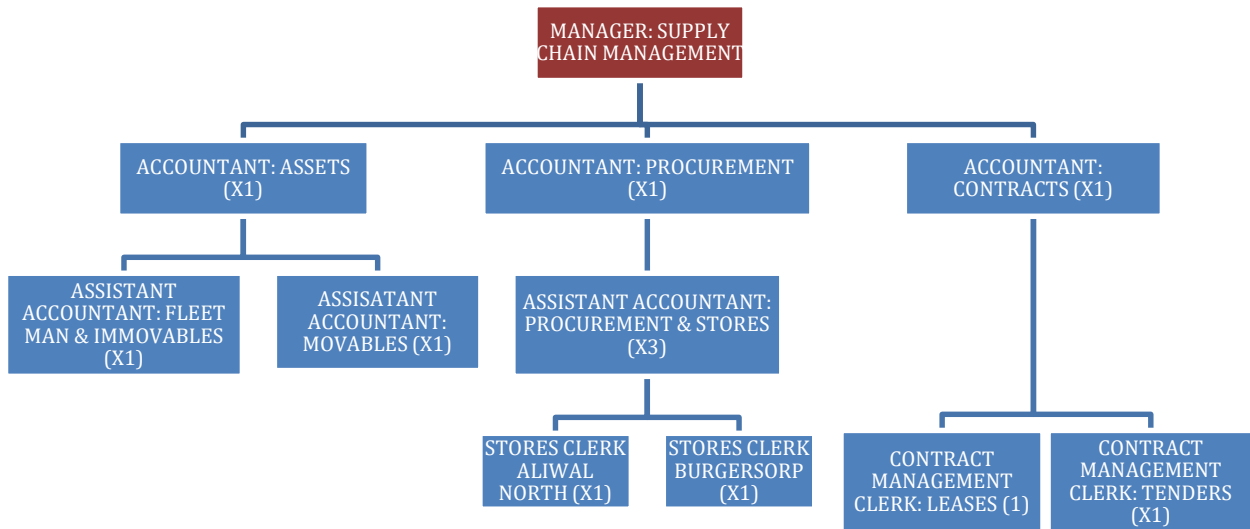 MANAGER: SUPPLY
CHAIN MANAGEMENT
ACCOUNTANT: ASSETS
(X1)
ACCOUNTANT: PROCUREMENT
(X1)
ACCOUNTANT:
CONTRACTS (X1)
ASSISTANT
ACCOUNTANT: FLEET
MAN & IMMOVABLES
(X1)
ASSISATANT
ACCOUNTANT:
MOVABLES (X1)
ASSISTANT ACCOUNTANT:
PROCUREMENT & STORES
(X3)
STORES CLERK
ALIWAL
NORTH (X1)
STORES CLERK
BURGERSORP
(X1)
CONTRACT
MANAGEMENT
CLERK: LEASES (1)
CONTRACT
MANAGEMENT
CLERK: TENDERS
(X1)